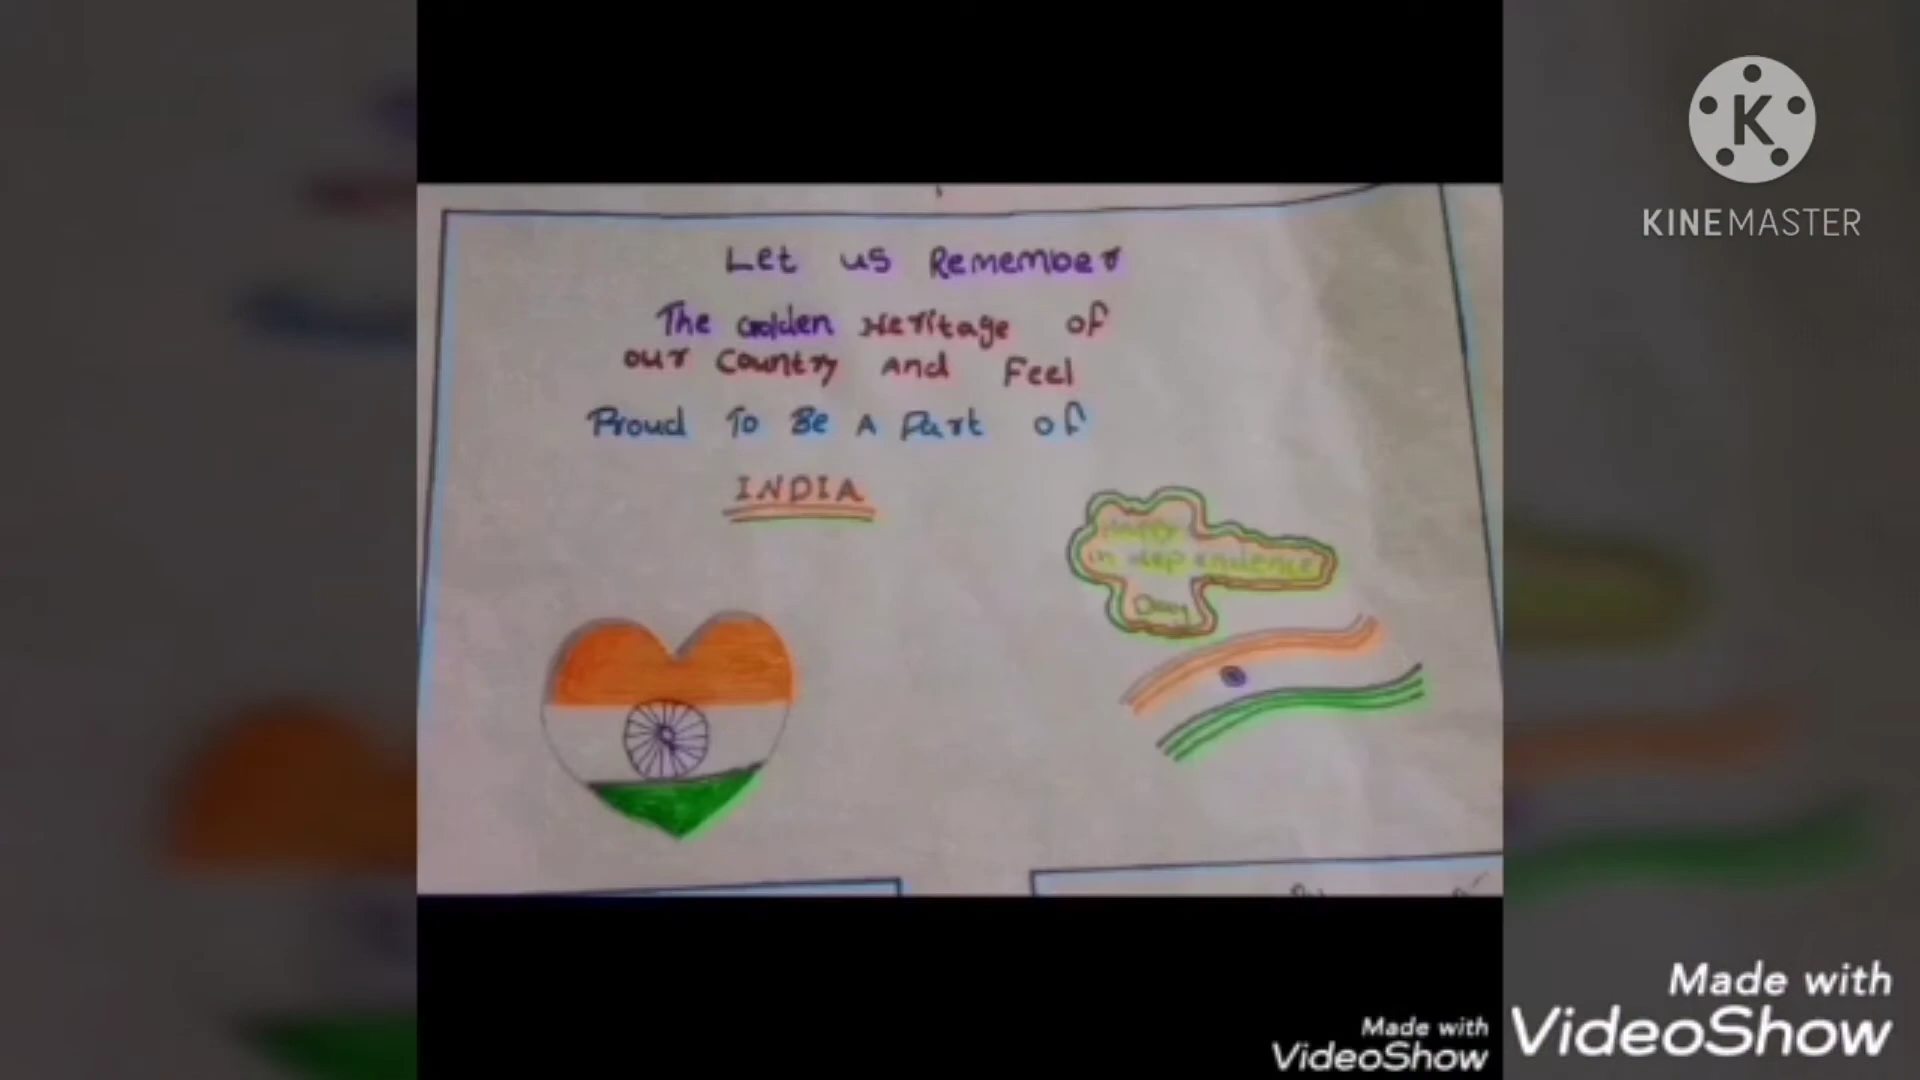 Let us Remember
The Golden Heritage of
our Country And Feel
Proud To Be A Part of
INDIA
Happy
independence
Day
KINEMASTER
Made with
VideoShow
Made with
VideoShow